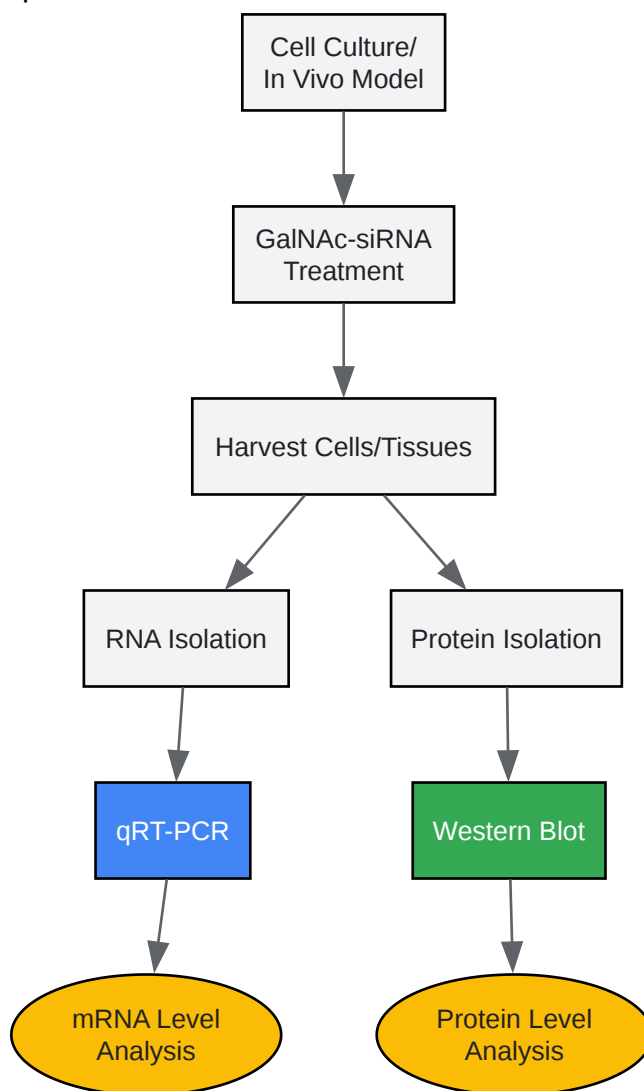 Cell Culture/
In Vivo Model
GalNAc-siRNA
Treatment
Harvest Cells/Tissues
RNA Isolation
Protein Isolation
qRT-PCR
Western Blot
mRNA Level
Analysis
Protein Level
Analysis